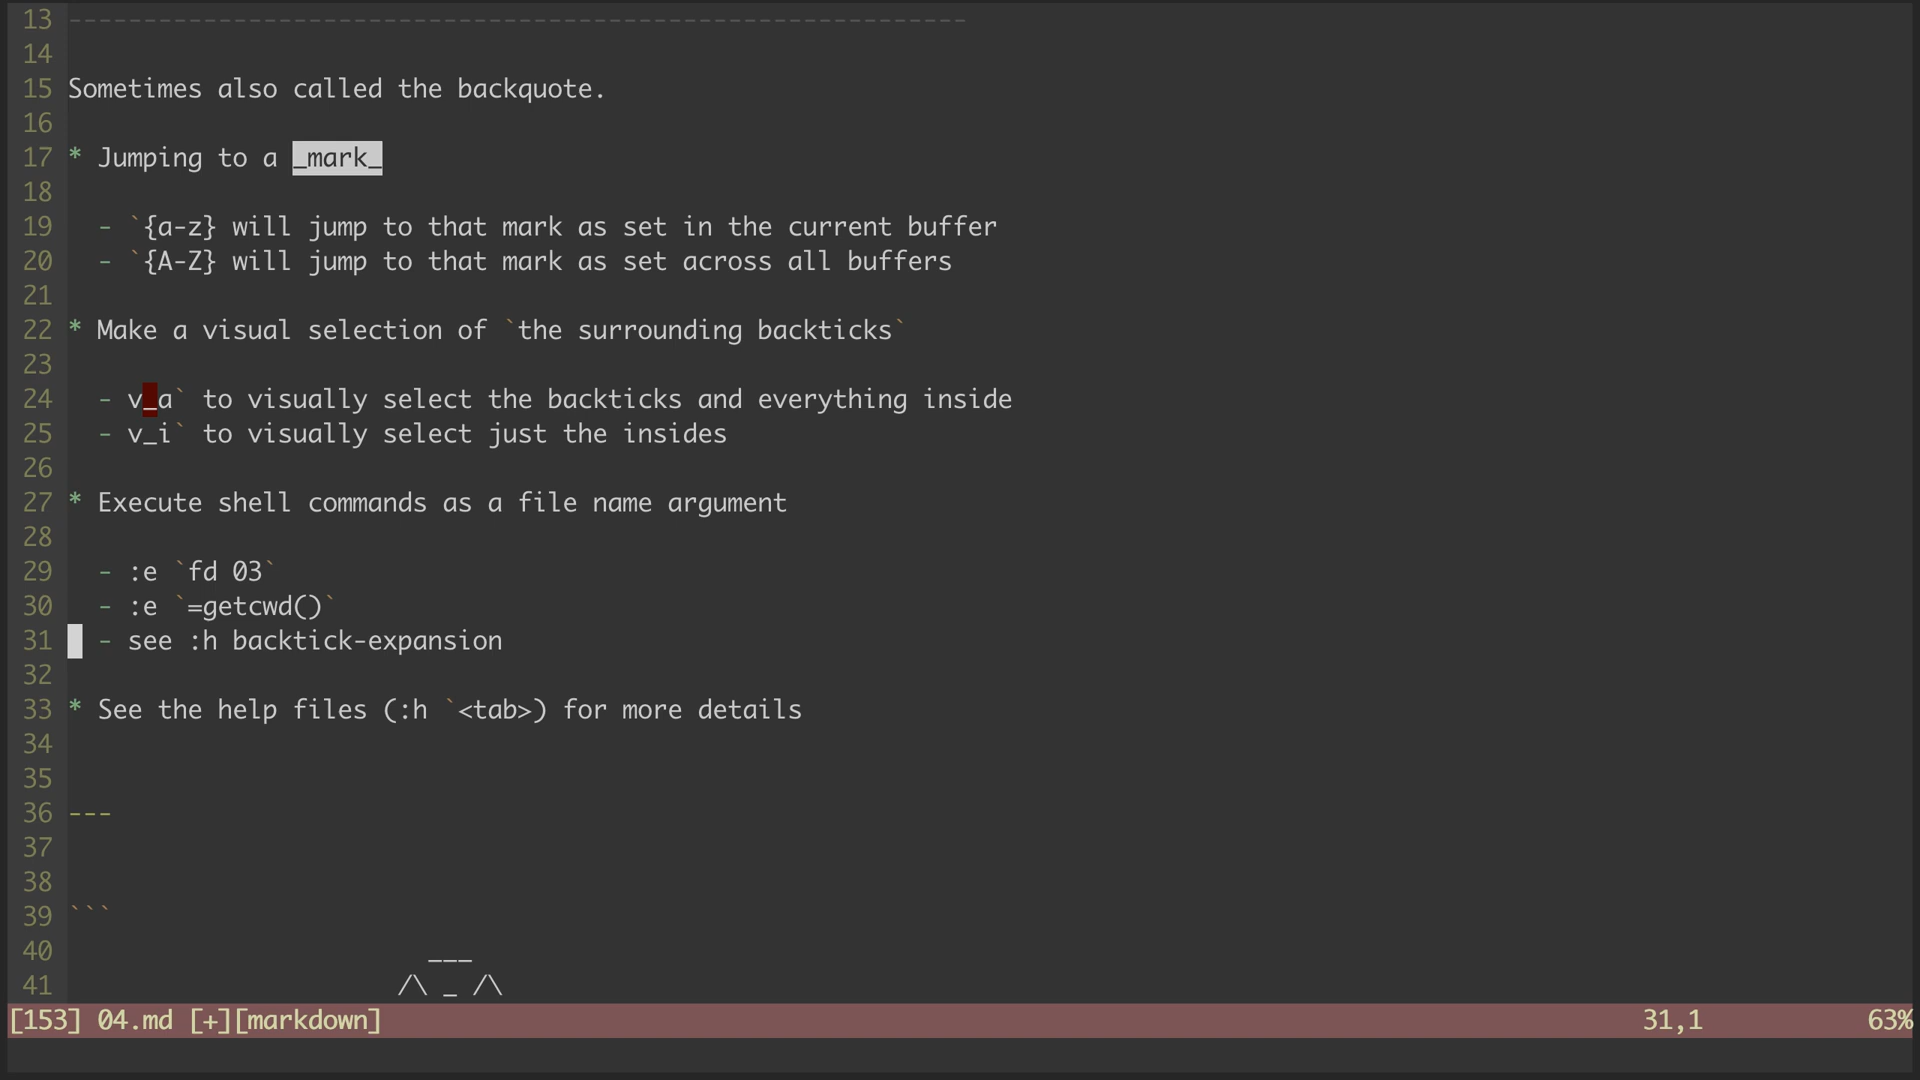 13 ------------------------------------------------------------
14
15 Sometimes also called the backquote.
16
17 * Jumping to a _mark_
18
19   - `{a-z} will jump to that mark as set in the current buffer
20   - `{A-Z} will jump to that mark as set across all buffers
21
22 * Make a visual selection of `the surrounding backticks`
23
24   - v_a` to visually select the backticks and everything inside
25   - v_i` to visually select just the insides
26
27 * Execute shell commands as a file name argument
28
29   - :e `fd 03`
30   - :e `=getcwd()`
31   - see :h backtick-expansion
32
33 * See the help files (:h `<tab>) for more details
34
35
36 ---
37
38
39 ```
40                         ___
41                       /\ _ /\
[153] 04.md [+][markdown] 31,1 63%